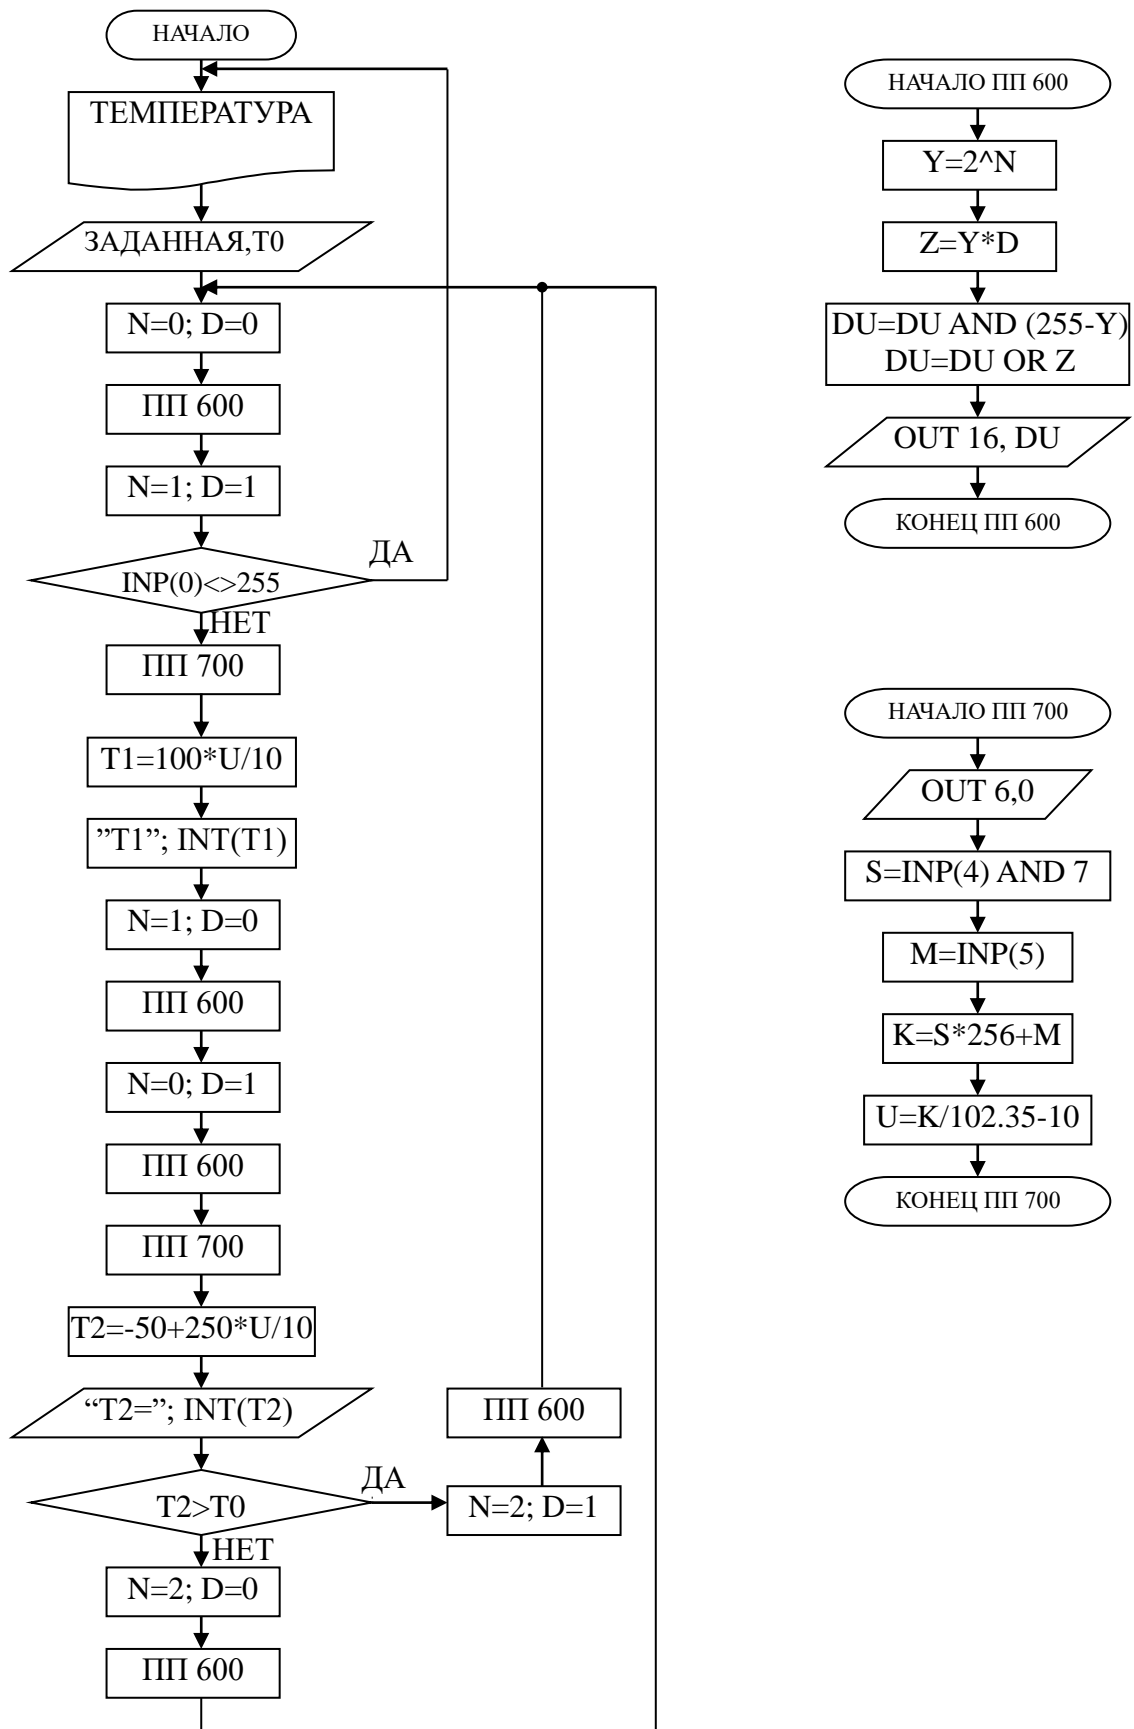 НАЧАЛО
ТЕМПЕРАТУРА
ЗАДАННАЯ,T0
N=0; D=0
ПП 600
N=1; D=1
ДА
INP(0)<>255
НЕТ
ПП 700
T1=100*U/10
”T1”; INT(T1)
N=1; D=0
ПП 600
N=0; D=1
ПП 600
ПП 700
T2=-50+250*U/10
“T2=”; INT(T2)
ПП 600
ДА
T2>T0
N=2; D=1
НЕТ
N=2; D=0
ПП 600
НАЧАЛО ПП 600
Y=2^N
Z=Y*D
DU=DU AND (255-Y)
DU=DU OR Z
OUT 16, DU
КОНЕЦ ПП 600
НАЧАЛО ПП 700
OUT 6,0
S=INP(4) AND 7
M=INP(5)
K=S*256+M
U=K/102.35-10
КОНЕЦ ПП 700